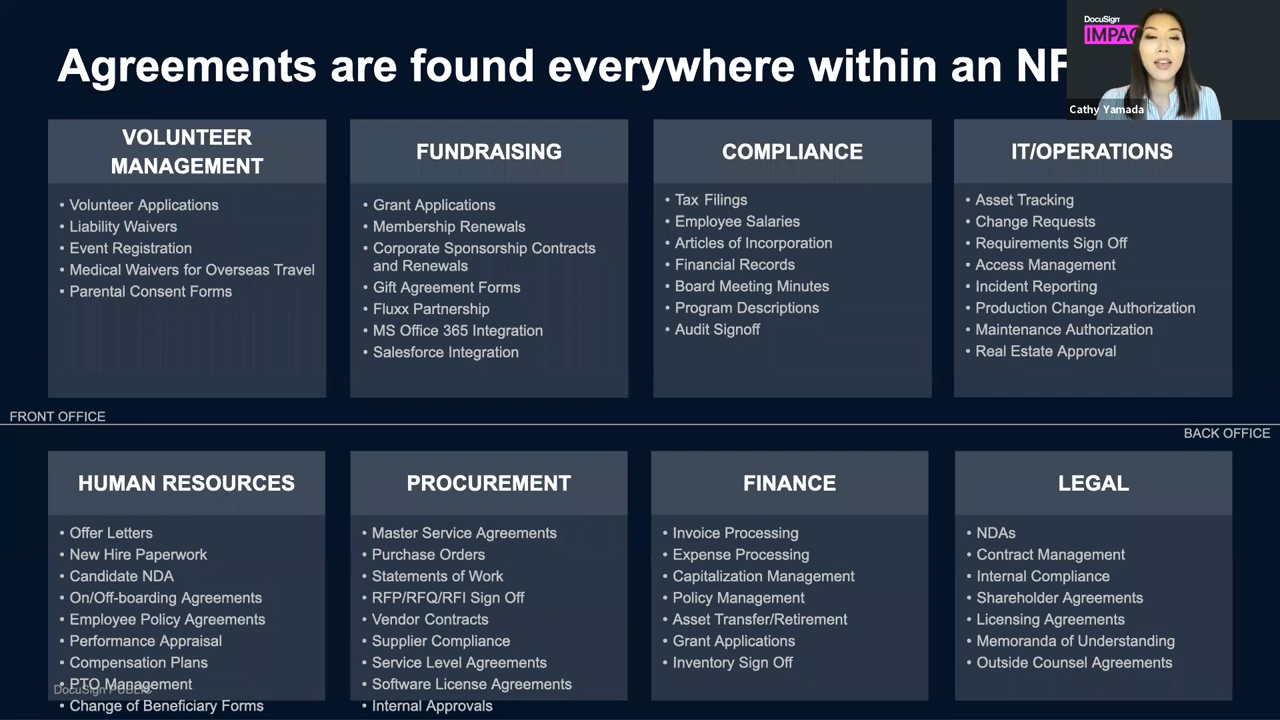 Agreements are found everywhere within an NF
DocuSign
IMPAC
Cathy Yamada
VOLUNTEER
MANAGEMENT
• Volunteer Applications
• Liability Waivers
• Event Registration
• Medical Waivers for Overseas Travel
• Parental Consent Forms
FUNDRAISING
• Grant Applications
• Membership Renewals
• Corporate Sponsorship Contracts
and Renewals
• Gift Agreement Forms
• Fluxx Partnership
• MS Office 365 Integration
• Salesforce Integration
COMPLIANCE
• Tax Filings
• Employee Salaries
• Articles of Incorporation
• Financial Records
• Board Meeting Minutes
• Program Descriptions
• Audit Signoff
IT/OPERATIONS
• Asset Tracking
• Change Requests
• Requirements Sign Off
• Access Management
• Incident Reporting
• Production Change Authorization
• Maintenance Authorization
• Real Estate Approval
FRONT OFFICE
BACK OFFICE
HUMAN RESOURCES
• Offer Letters
• New Hire Paperwork
• Candidate NDA
• On/Off-boarding Agreements
• Employee Policy Agreements
• Performance Appraisal
• Compensation Plans
• PTO Management
• Change of Beneficiary Forms
PROCUREMENT
• Master Service Agreements
• Purchase Orders
• Statements of Work
• RFP/RFQ/RFI Sign Off
• Vendor Contracts
• Supplier Compliance
• Service Level Agreements
• Software License Agreements
• Internal Approvals
FINANCE
• Invoice Processing
• Expense Processing
• Capitalization Management
• Policy Management
• Asset Transfer/Retirement
• Grant Applications
• Inventory Sign Off
LEGAL
• NDAs
• Contract Management
• Internal Compliance
• Shareholder Agreements
• Licensing Agreements
• Memoranda of Understanding
• Outside Counsel Agreements
DocuSign